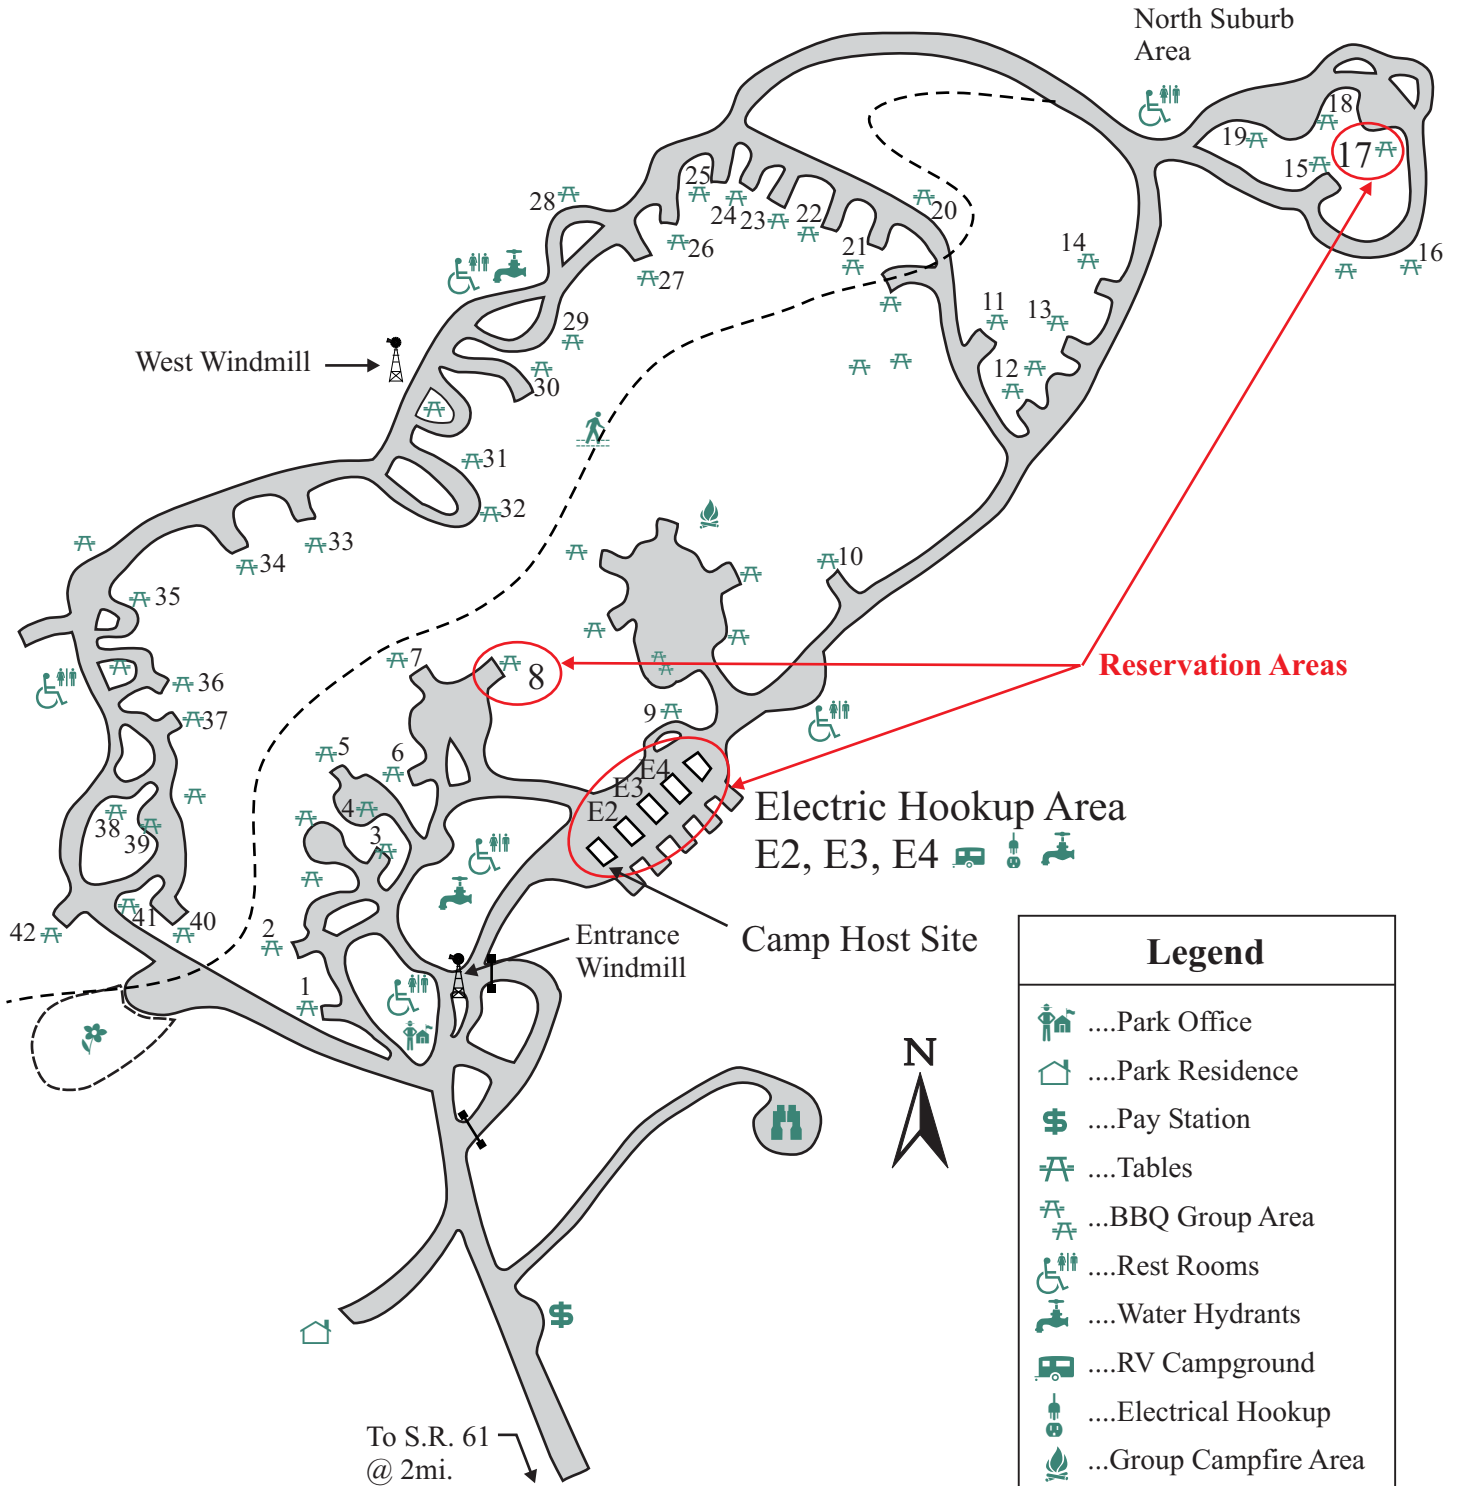 North Suburb
Area
18
19
17
15
16
14
28
25
24
23
22
20
26
27
21
11
13
12
29
30
West Windmill
31
32
33
34
35
36
37
10
7
8
Reservation Areas
9
5
6
4
3
38
39
E4
E3
E2
Electric Hookup Area
E2, E3, E4
42
41
40
2
1
Entrance
Windmill
Camp Host Site
N
Legend
....Park Office
....Park Residence
$ ....Pay Station
....Tables
...BBQ Group Area
....Rest Rooms
....Water Hydrants
....RV Campground
....Electrical Hookup
...Group Campfire Area
$
To S.R. 61
@ 2mi.